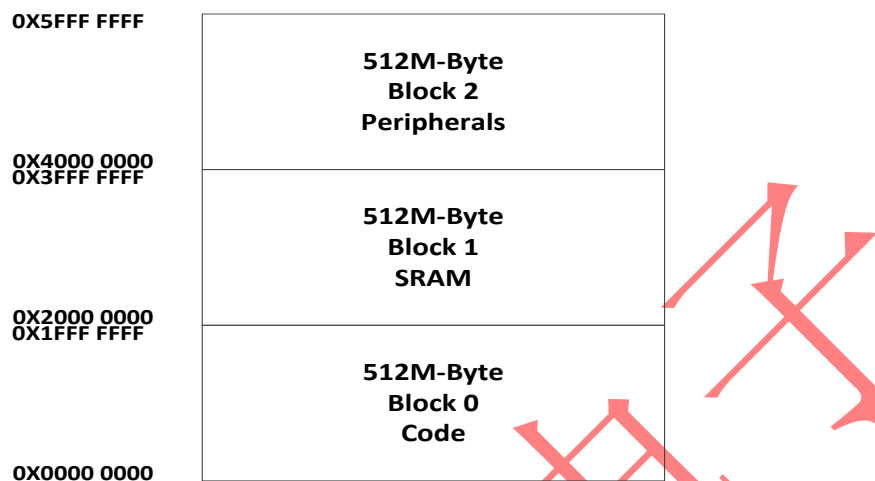 0X5FFF FFFF
512M-Byte
Block 2
Peripherals
0X4000 0000
0X3FFF FFFF
512M-Byte
Block 1
SRAM
0X2000 0000
0X1FFF FFFF
512M-Byte
Block 0
Code
0X0000 0000